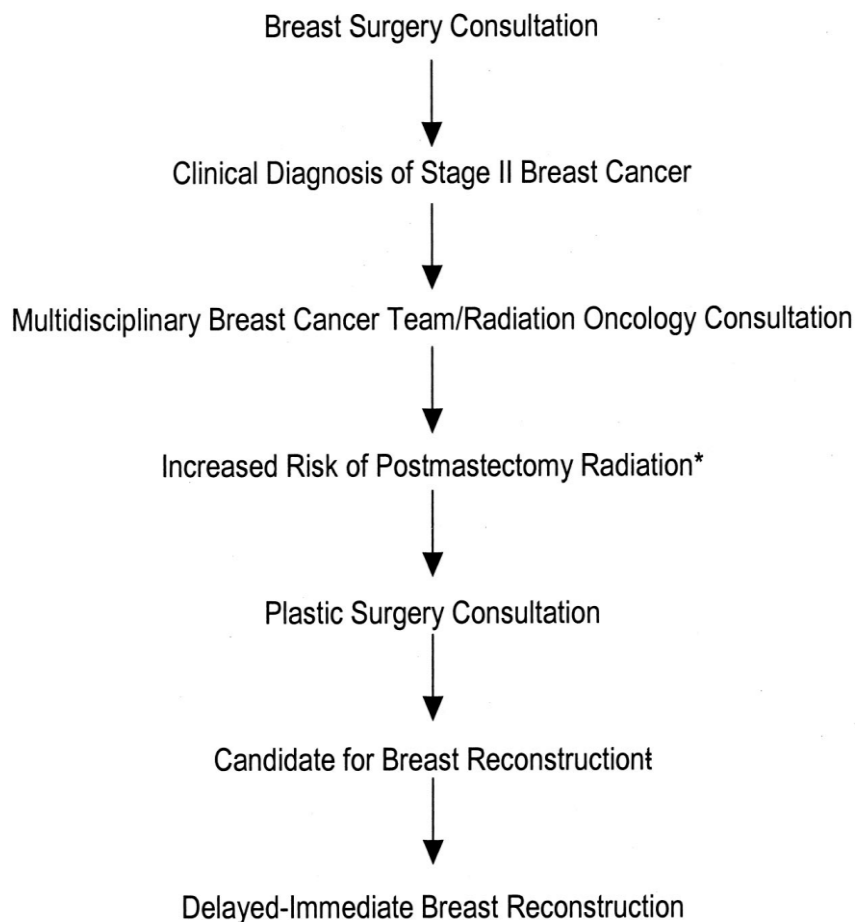 Breast Surgery Consultation
Clinical Diagnosis of Stage II Breast Cancer
Multidisciplinary Breast Cancer Team/Radiation Oncology Consultation
Increased Risk of Postmastectomy Radiation*
Plastic Surgery Consultation
Candidate for Breast Reconstructionŧ
Delayed-Immediate Breast Reconstruction